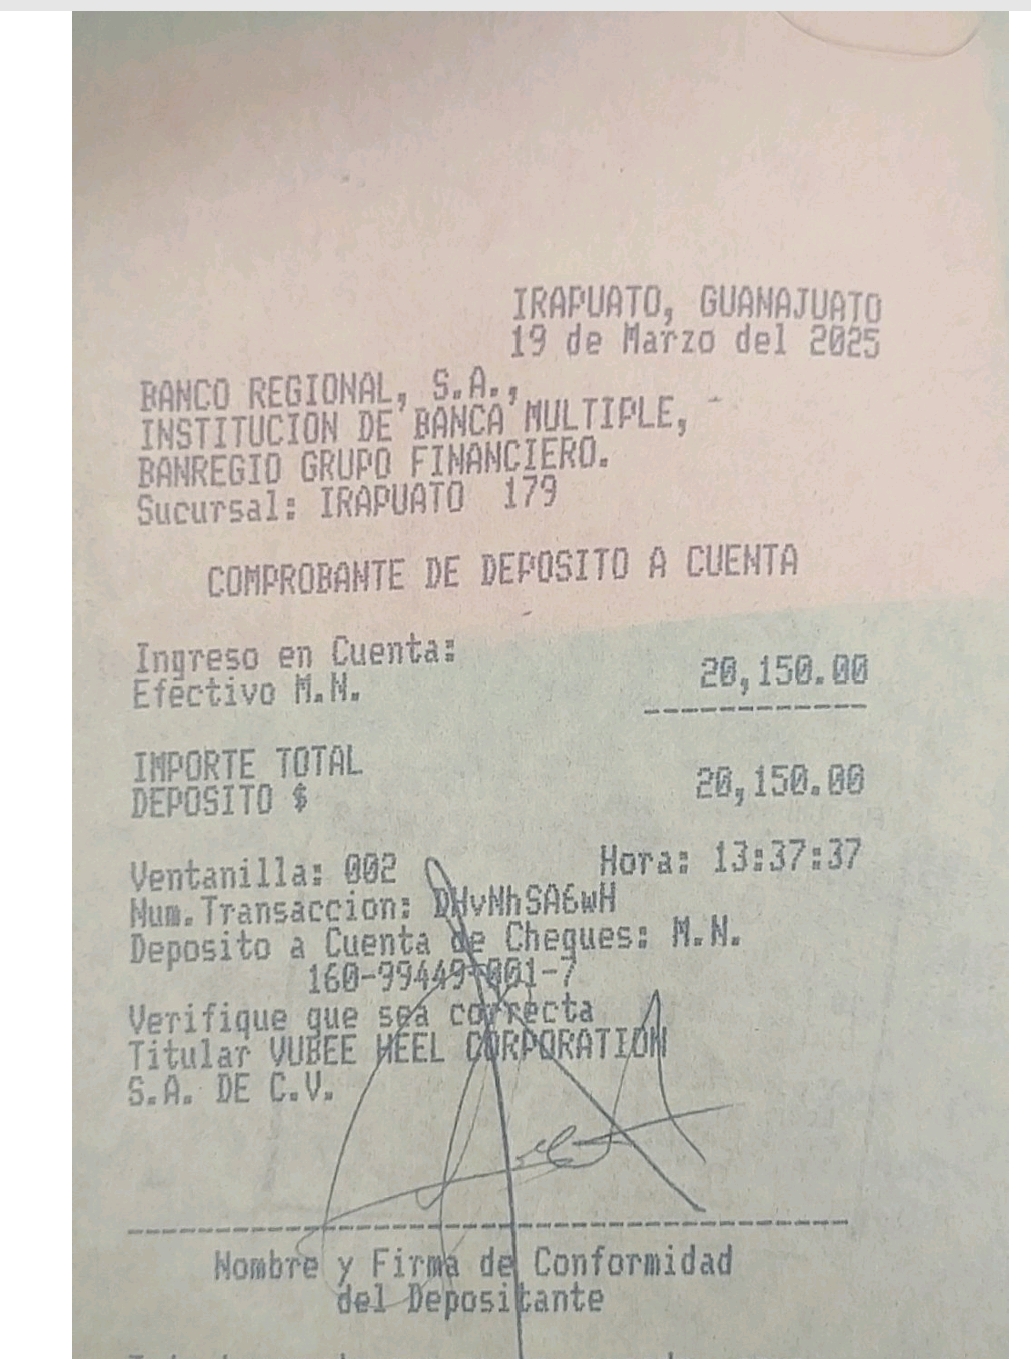 IRAPUATO, GUANAJUATO
19 de Marzo del 2025
BANCO REGIONAL, S.A.,
INSTITUCION DE BANCA MULTIPLE,
BANREGIO GRUPO FINANCIERO.
Sucursal: IRAPUATO 179
COMPROBANTE DE DEPOSITO A CUENTA
Ingreso en Cuenta:
Efectivo M.N. 20,150.00
IMPORTE TOTAL
DEPOSITO $ 20,150.00
Ventanilla: 002 Hora: 13:37:37
Num.Transaccion: DHvNhSA6wH
Deposito a Cuenta de Cheques: M.N.
160-99449-001-7
Verifique que sea correcta
Titular VUBEE HEEL CORPORATION
S.A. DE C.V.
Nombre y Firma de Conformidad
del Depositante